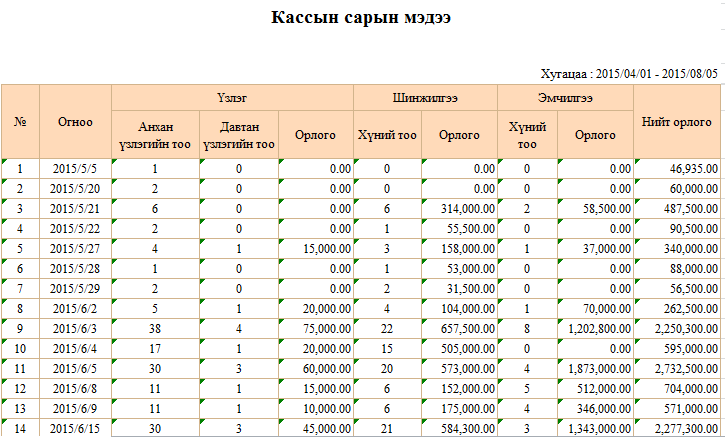 Кассын сарын мэдээ
Хугацаа : 2015/04/01 - 2015/08/05
№ Огноо Үзлэг Шинжилгээ Эмчилгээ Нийт орлого
Анхан үзлэгийн тоо Давтан үзлэгийн тоо Орлого Хүний тоо Орлого Хүний тоо Орлого
1 2015/5/5 1 0 0.00 0 0.00 0 0.00 46,935.00
2 2015/5/20 2 0 0.00 0 0.00 0 0.00 60,000.00
3 2015/5/21 6 0 0.00 6 314,000.00 2 58,500.00 487,500.00
4 2015/5/22 2 0 0.00 1 55,500.00 0 0.00 90,500.00
5 2015/5/27 4 1 15,000.00 3 158,000.00 1 37,000.00 340,000.00
6 2015/5/28 1 0 0.00 1 53,000.00 0 0.00 88,000.00
7 2015/5/29 2 0 0.00 2 31,500.00 0 0.00 56,500.00
8 2015/6/2 5 1 20,000.00 4 104,000.00 1 70,000.00 262,500.00
9 2015/6/3 38 4 75,000.00 22 657,500.00 8 1,202,800.00 2,250,300.00
10 2015/6/4 17 1 20,000.00 15 505,000.00 0 0.00 595,000.00
11 2015/6/5 30 3 60,000.00 20 573,000.00 4 1,873,000.00 2,732,500.00
12 2015/6/8 11 1 15,000.00 6 152,000.00 5 512,000.00 704,000.00
13 2015/6/9 11 1 10,000.00 6 175,000.00 4 346,000.00 571,000.00
14 2015/6/15 30 3 45,000.00 21 584,300.00 3 1,343,000.00 2,277,300.00